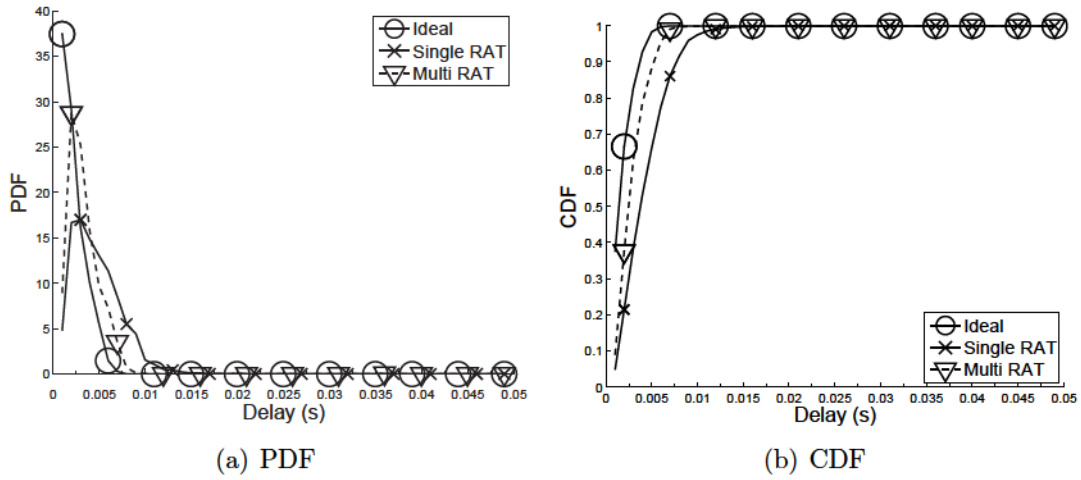 40
35
30
25
20
15
10
5
0
PDF
Ideal
Single RAT
Multi RAT
0 0.005 0.01 0.015 0.02 0.025 0.03 0.035 0.04 0.045 0.05
Delay (s)
(a) PDF
1
0.9
0.8
0.7
0.6
0.5
0.4
0.3
0.2
0.1
0
CDF
Ideal
Single RAT
Multi RAT
0 0.005 0.01 0.015 0.02 0.025 0.03 0.035 0.04 0.045 0.05
Delay (s)
(b) CDF